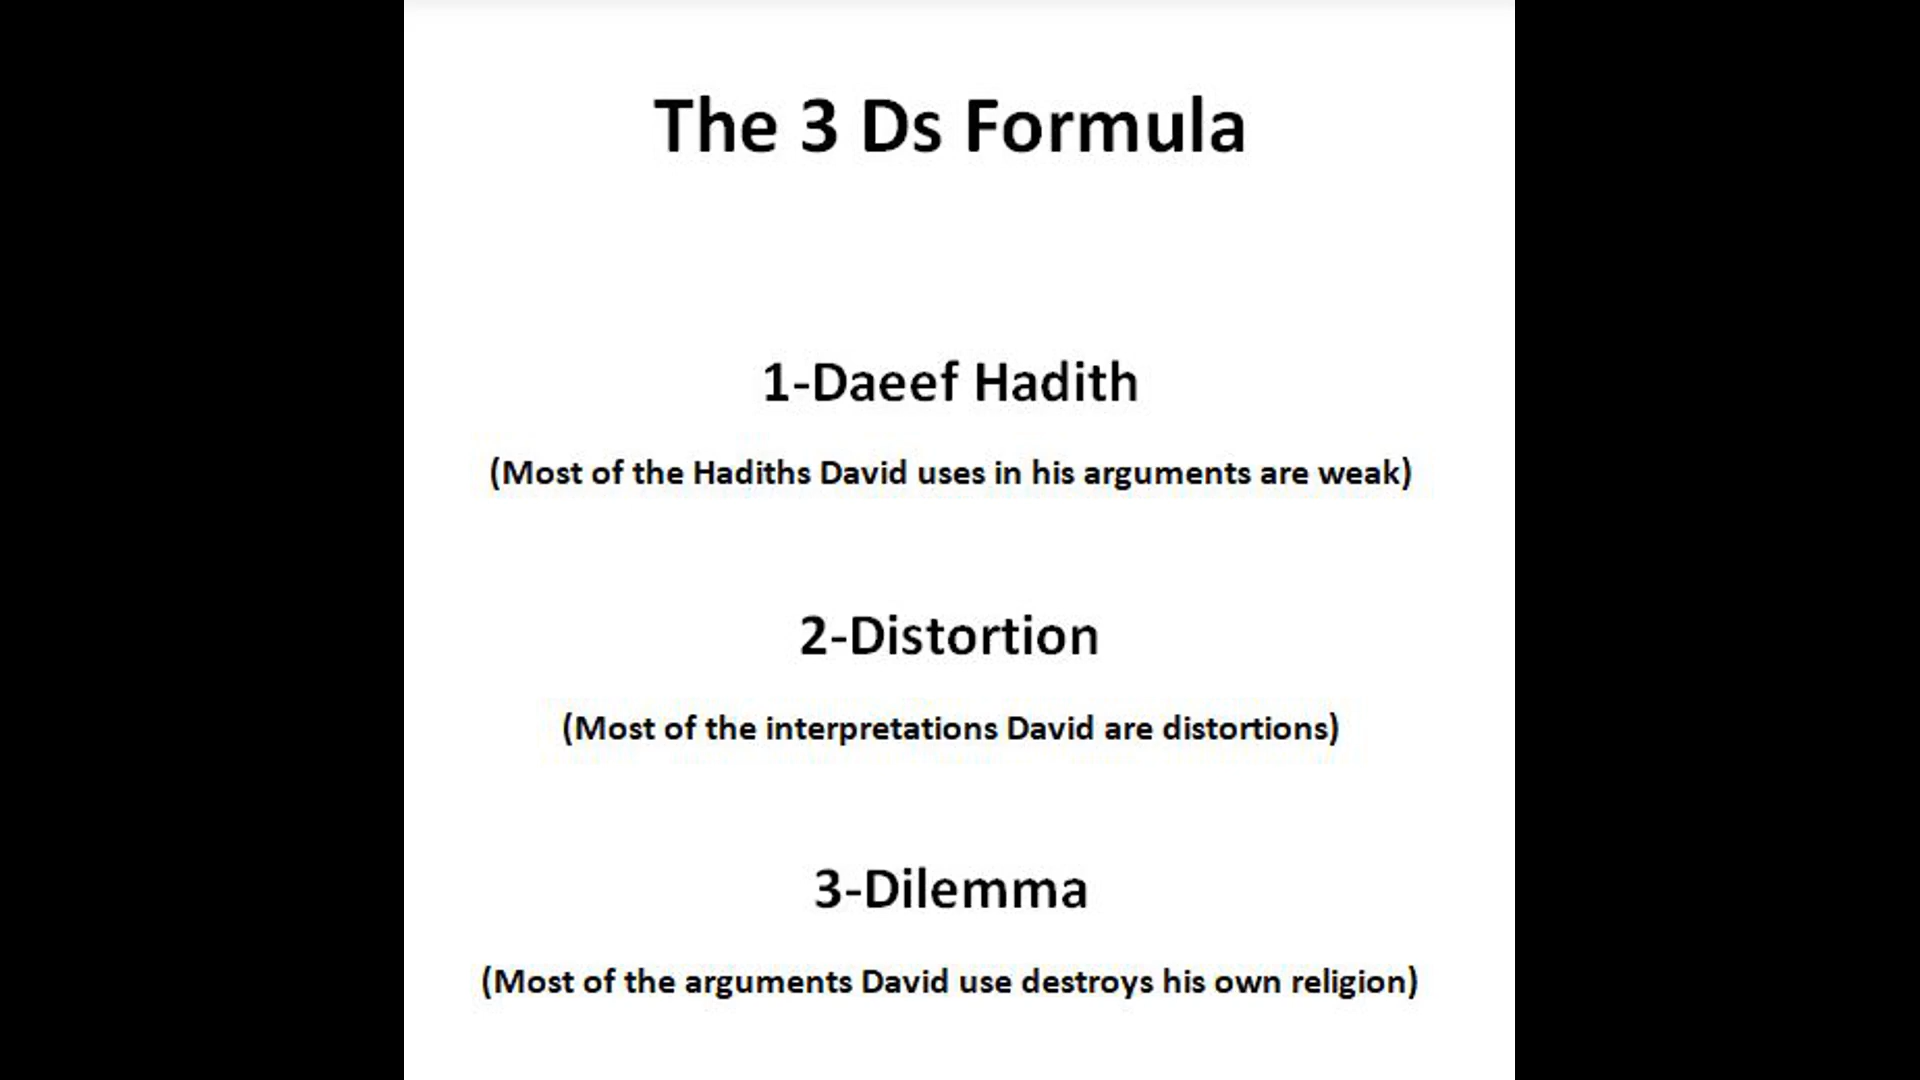 The 3 Ds Formula
1-Daeef Hadith
(Most of the Hadiths David uses in his arguments are weak)
2-Distortion
(Most of the interpretations David are distortions)
3-Dilemma
(Most of the arguments David use destroys his own religion)